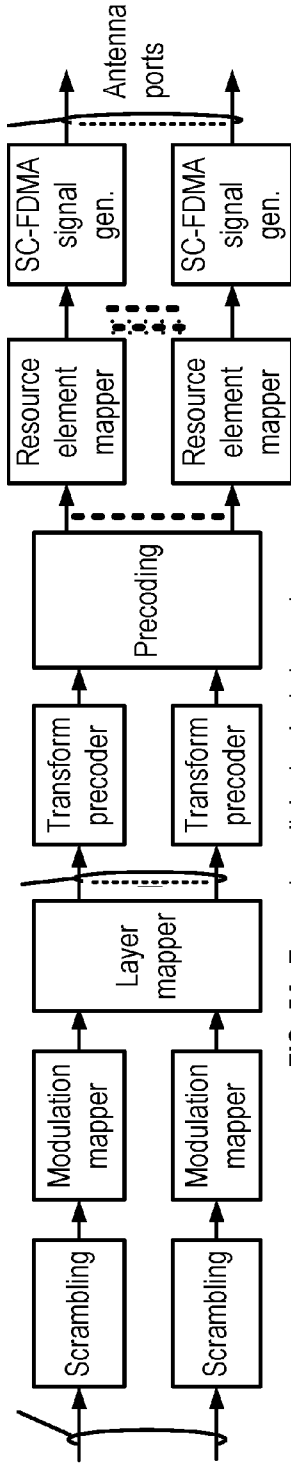 Scrambling
Modulation
mapper
Layer
mapper
Transform
precoder
Precoding
Resource
element
mapper
SC-FDMA
signal
gen.
Antenna
ports
Scrambling
Modulation
mapper
Transform
precoder
Resource
element
mapper
SC-FDMA
signal
gen.